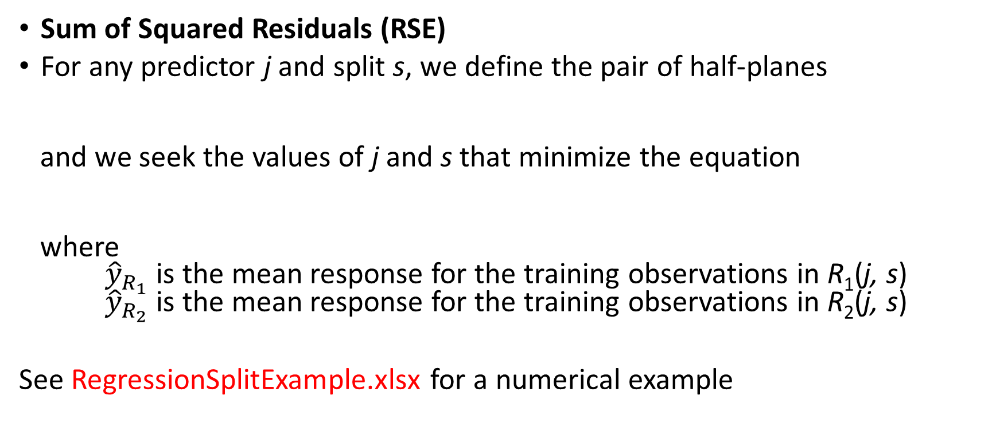 • Sum of Squared Residuals (RSE)
• For any predictor j and split s, we define the pair of half-planes
and we seek the values of j and s that minimize the equation
where
ŷ_{R_1} is the mean response for the training observations in R_1(j, s)
ŷ_{R_2} is the mean response for the training observations in R_2(j, s)
See RegressionSplitExample.xlsx for a numerical example